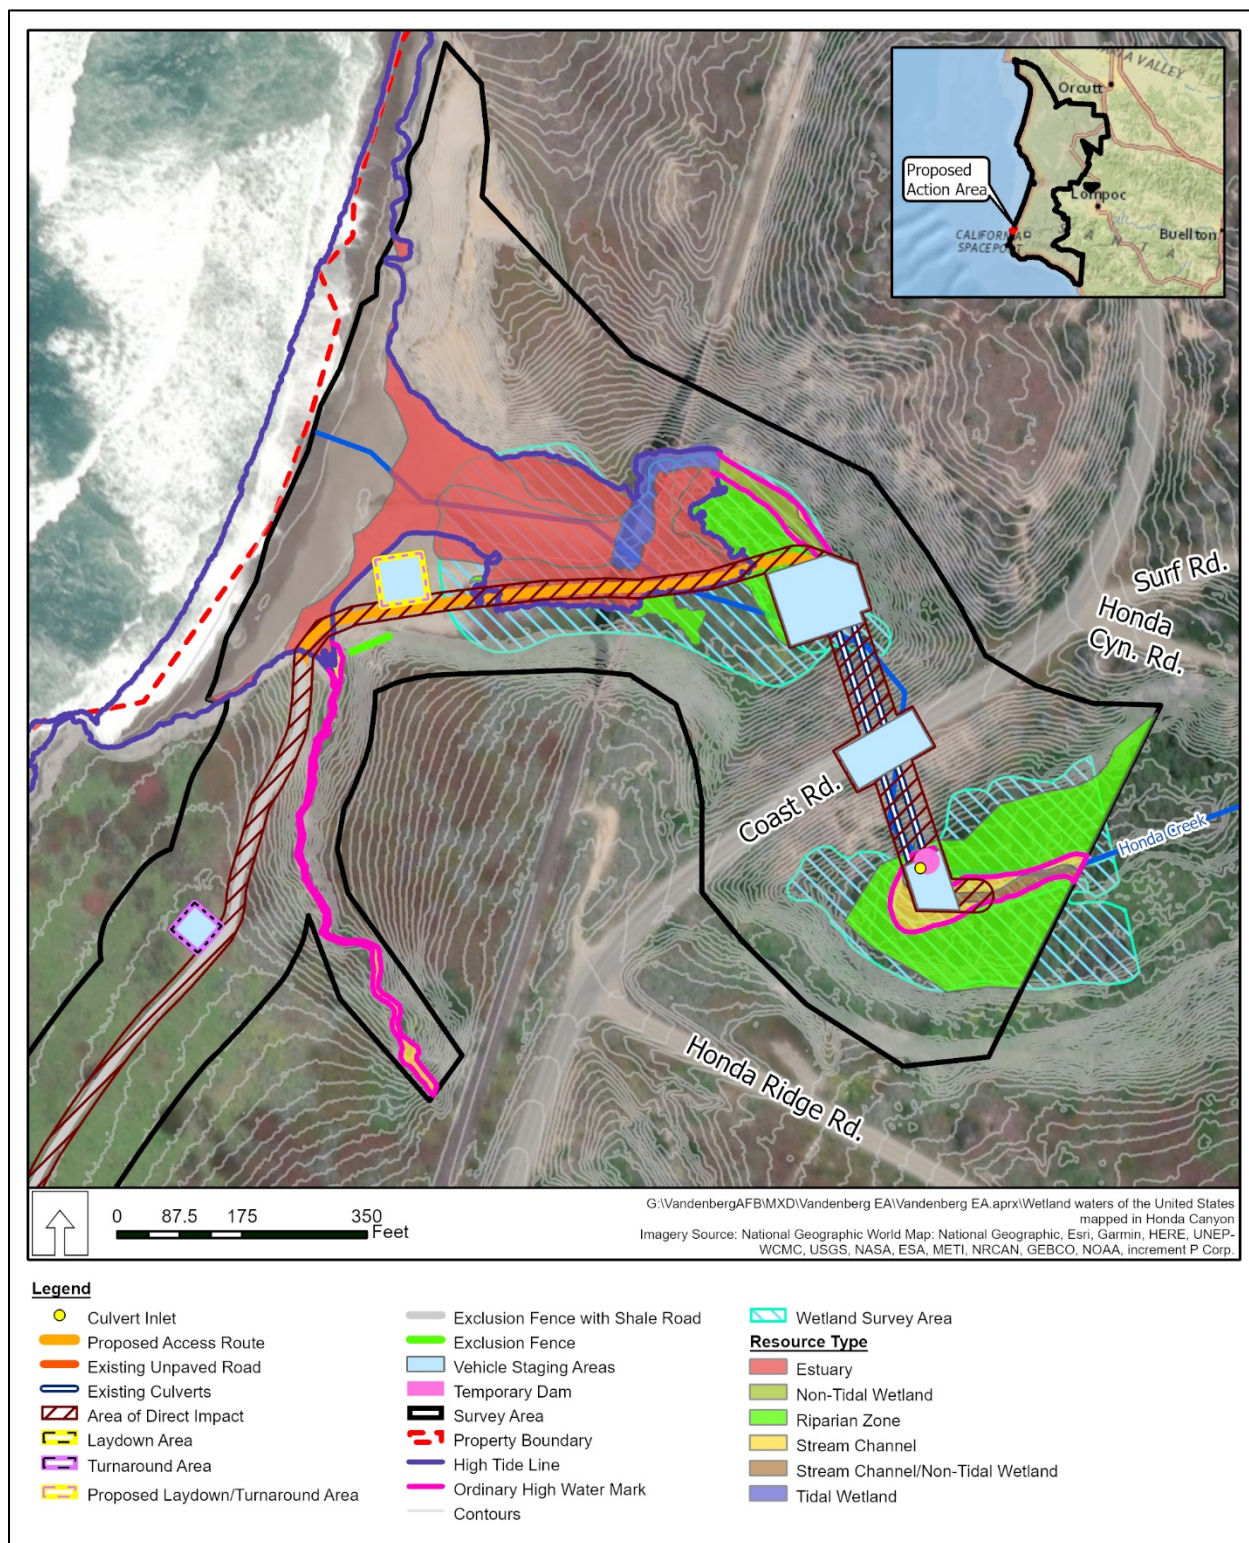 ARIA VALLEY
Orcutt
Proposed
Action Area
Lompoc
CALIFORNIA
SPACEPORT
S A N T A
Buellton
Surf Rd.
Honda
Cyn. Rd.
Coast Rd.
Honda Creek
Honda Ridge Rd.
0 87.5 175 350
Feet
G:\VandenbergAFB\MXD\Vandenberg EA\Vandenberg EA.aprx\Wetland waters of the United States
mapped in Honda Canyon
Imagery Source: National Geographic World Map: National Geographic, Esri, Garmin, HERE, UNEP-
WCMC, USGS, NASA, ESA, METI, NRCAN, GEBCO, NOAA, increment P Corp.
Legend
Culvert Inlet
Proposed Access Route
Existing Unpaved Road
Existing Culverts
Area of Direct Impact
Laydown Area
Turnaround Area
Proposed Laydown/Turnaround Area
Exclusion Fence with Shale Road
Exclusion Fence
Vehicle Staging Areas
Temporary Dam
Survey Area
Property Boundary
High Tide Line
Ordinary High Water Mark
Contours
Wetland Survey Area
Resource Type
Estuary
Non-Tidal Wetland
Riparian Zone
Stream Channel
Stream Channel/Non-Tidal Wetland
Tidal Wetland